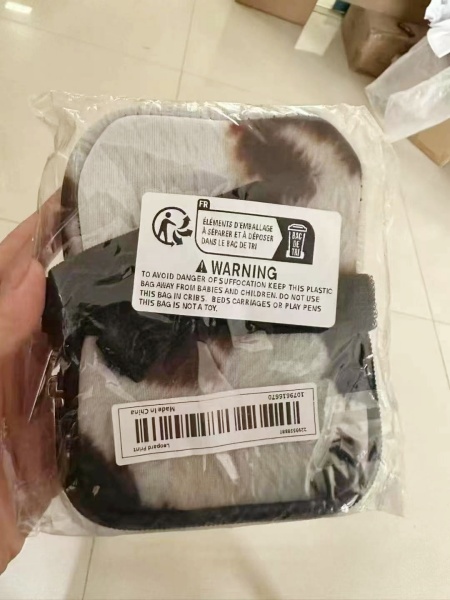 FR
ÉLÉMENTS D'EMBALLAGE
À SÉPARER ET À DÉPOSER
DANS LE BAC DE TRI
BAC
DE
TRI
WARNING
TO AVOID DANGER OF SUFFOCATION KEEP THIS PLASTIC
BAG AWAY FROM BABIES AND CHILDREN. DO NOT USE
THIS BAG IN CRIBS. BEDS CARRIAGES OR PLAY PENS
THIS BAG IS NOT A TOY.
Leopard Print
1079616670
Made In China